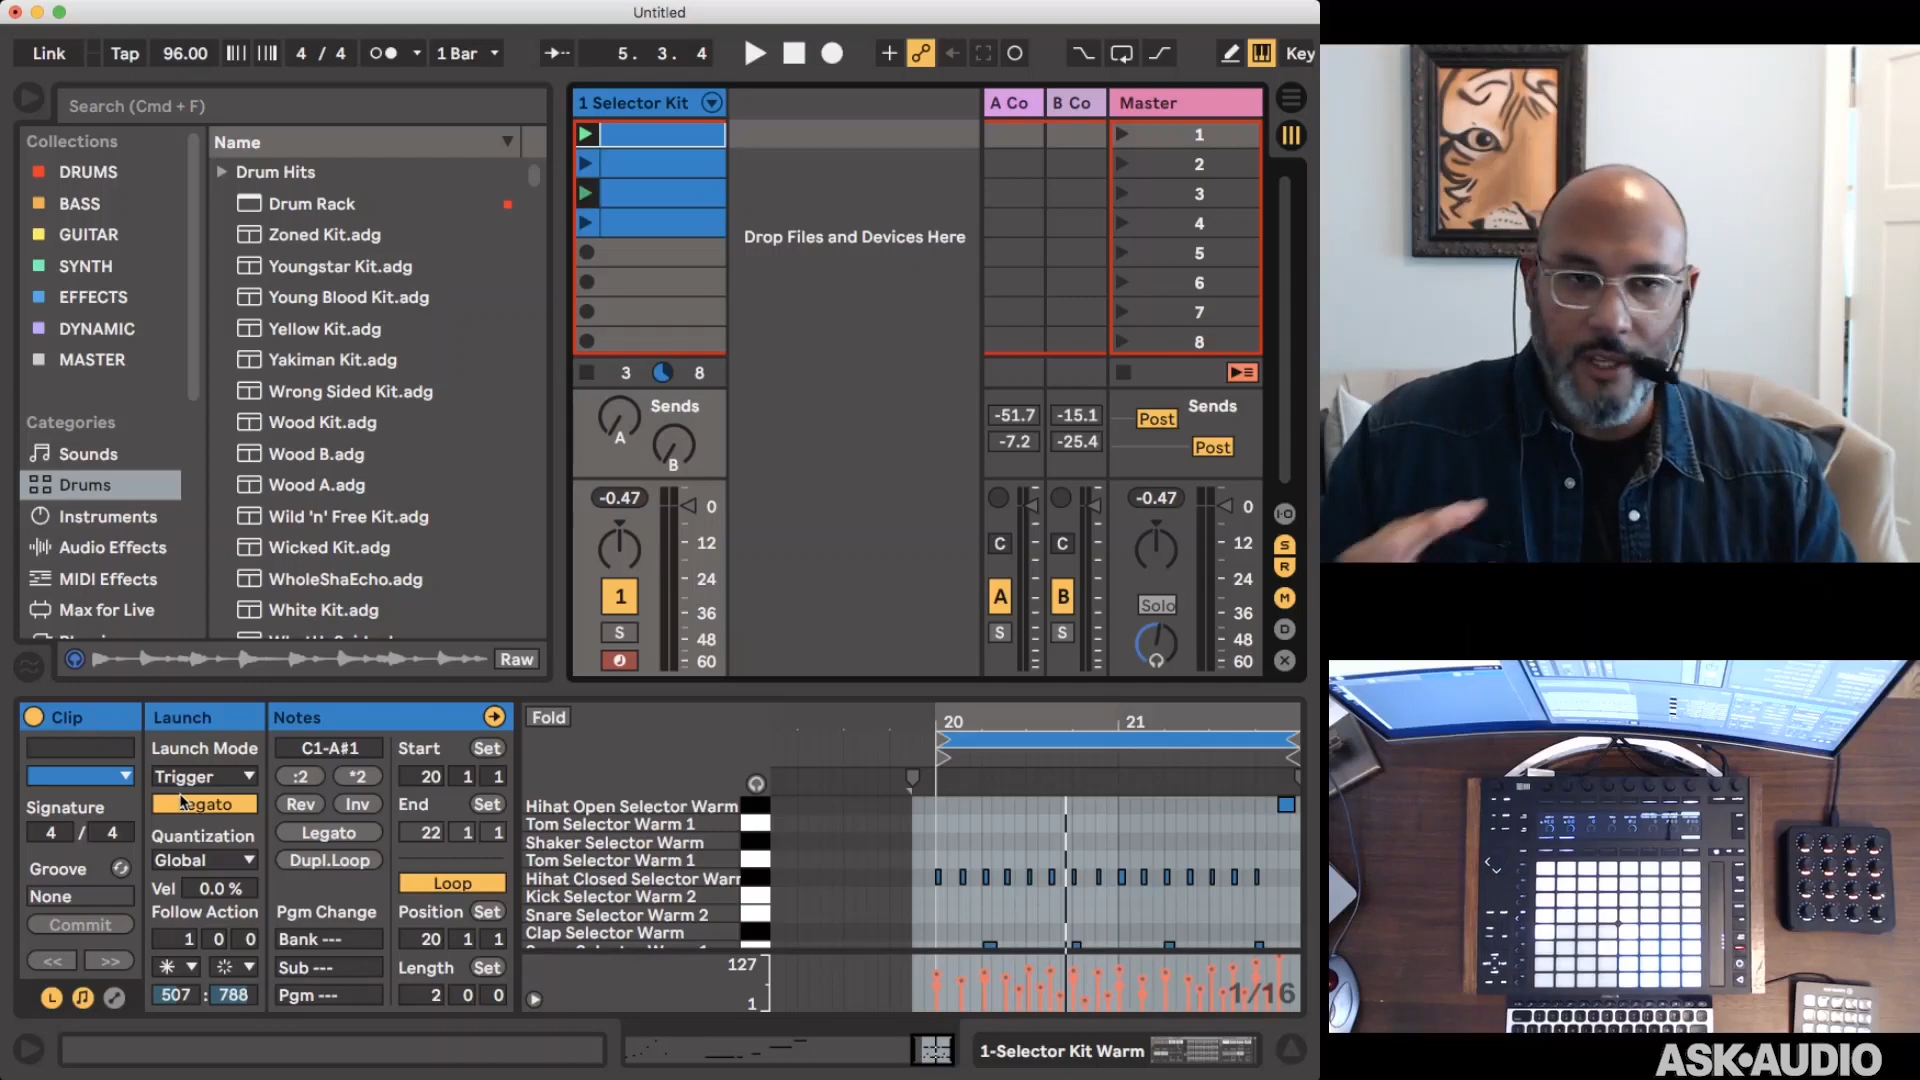 Untitled
Link Tap 96.00 4 / 4 1 Bar 5. 3. 4 Key
Search (Cmd + F)
Collections
DRUMS
BASS
GUITAR
SYNTH
EFFECTS
DYNAMIC
MASTER
Categories
Sounds
Drums
Instruments
Audio Effects
MIDI Effects
Max for Live
Name
Drum Hits
Drum Rack
Zoned Kit.adg
Youngstar Kit.adg
Young Blood Kit.adg
Yellow Kit.adg
Yakiman Kit.adg
Wrong Sided Kit.adg
Wood Kit.adg
Wood B.adg
Wood A.adg
Wild 'n' Free Kit.adg
Wicked Kit.adg
WholeShaEcho.adg
White Kit.adg
Raw
1 Selector Kit
Drop Files and Devices Here
A Co B Co Master
1
2
3
4
5
6
7
8
3 8
Sends
A
B
-51.7 -15.1
-7.2 -25.4
Sends
Post
Post
-0.47 0
12
24
1 36
S 48
60
C C
A B
S S
-0.47 0
12
24
Solo 36
48
60
I·O
S
R
M
D
X
Clip
Signature
4 / 4
Groove
None
Commit
<< >>
L
Launch
Launch Mode
Trigger
Legato
Quantization
Global
Vel 0.0 %
Follow Action
1 0 0
507 : 788
Notes
C1-A#1
:2 *2
Rev Inv
Legato
Dupl.Loop
Pgm Change
Bank ---
Sub ---
Pgm ---
Start Set
20 1 1
End Set
22 1 1
Loop
Position Set
20 1 1
Length Set
2 0 0
Fold
20 21
Hihat Open Selector Warm
Tom Selector Warm 1
Shaker Selector Warm
Tom Selector Warm 1
Hihat Closed Selector Warr
Kick Selector Warm 2
Snare Selector Warm 2
Clap Selector Warm
127
1
1/16
1-Selector Kit Warm
ASK•AUDIO